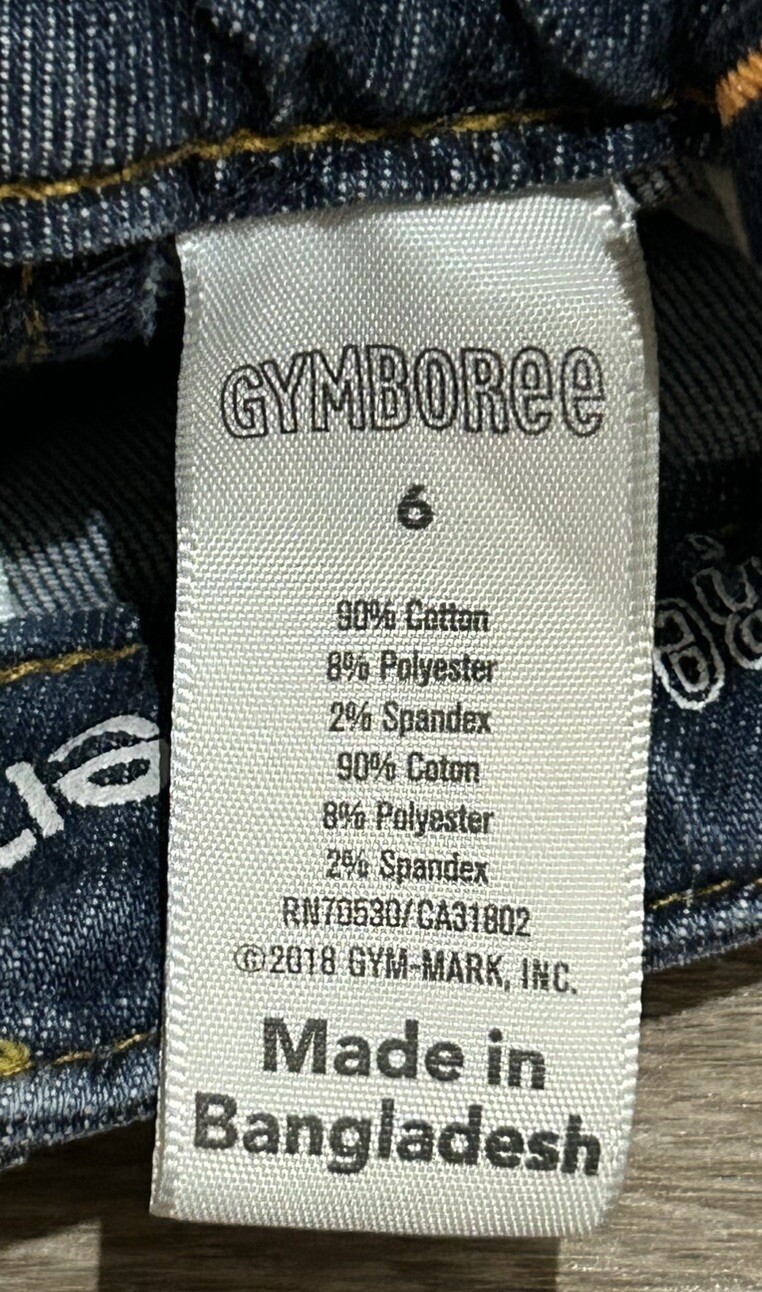 GYMBORee
6
90% Cotton
8% Polyester
2% Spandex
90% Coton
8% Polyester
2% Spandex
RN70530/CA31802
©2018 GYM-MARK, INC.
Made in
Bangladesh